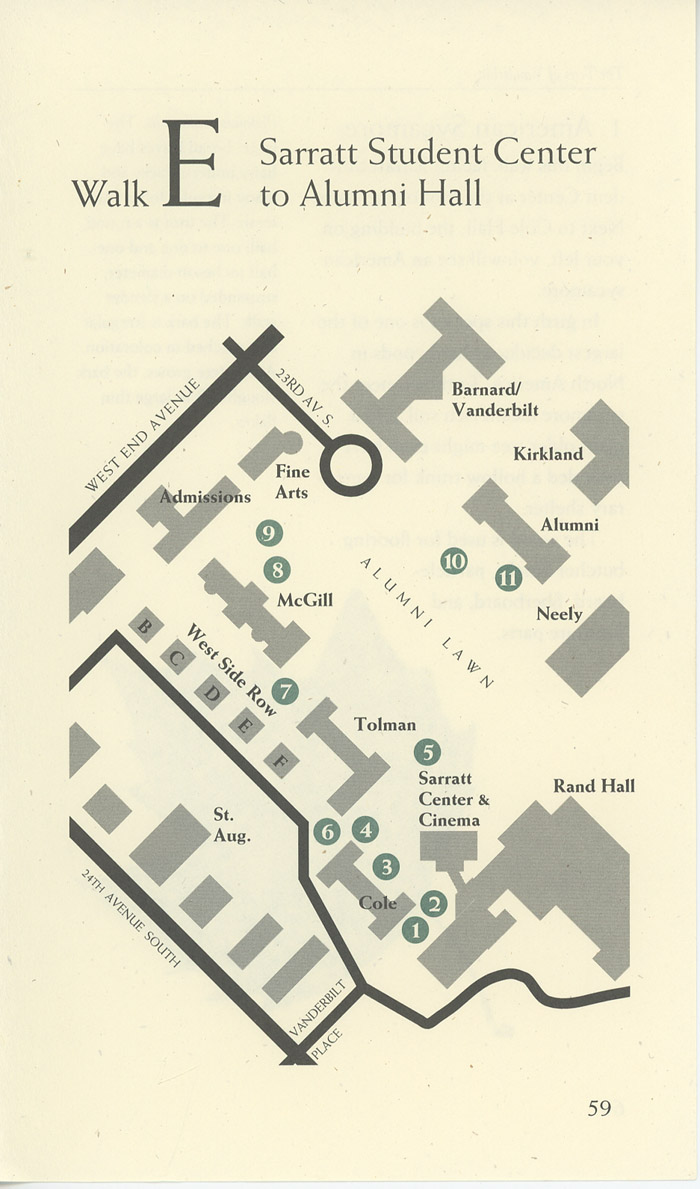 Walk E Sarratt Student Center
to Alumni Hall
23RD AV. S.
WEST END AVENUE
Barnard/
Vanderbilt
Kirkland
Fine
Arts
Admissions
Alumni
9
8
10
11
McGill
ALUMNI LAWN
Neely
B
C
D
E
F
West Side Row
7
Tolman
5
Sarratt
Center &
Cinema
Rand Hall
St.
Aug.
6
4
3
Cole
2
1
24TH AVENUE SOUTH
VANDERBILT
PLACE
59